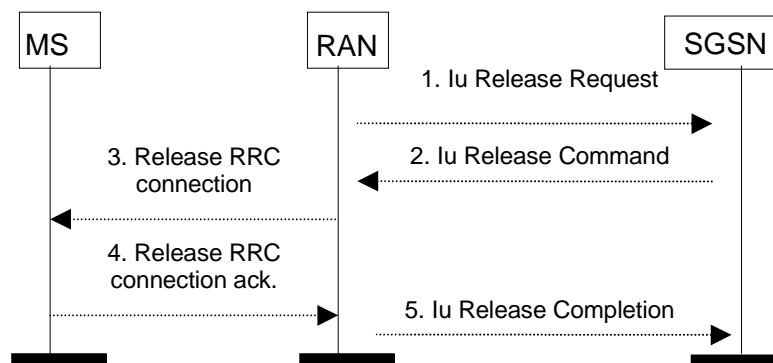 MS
RAN
SGSN
1. Iu Release Request
2. Iu Release Command
3. Release RRC
connection
4. Release RRC
connection ack.
5. Iu Release Completion